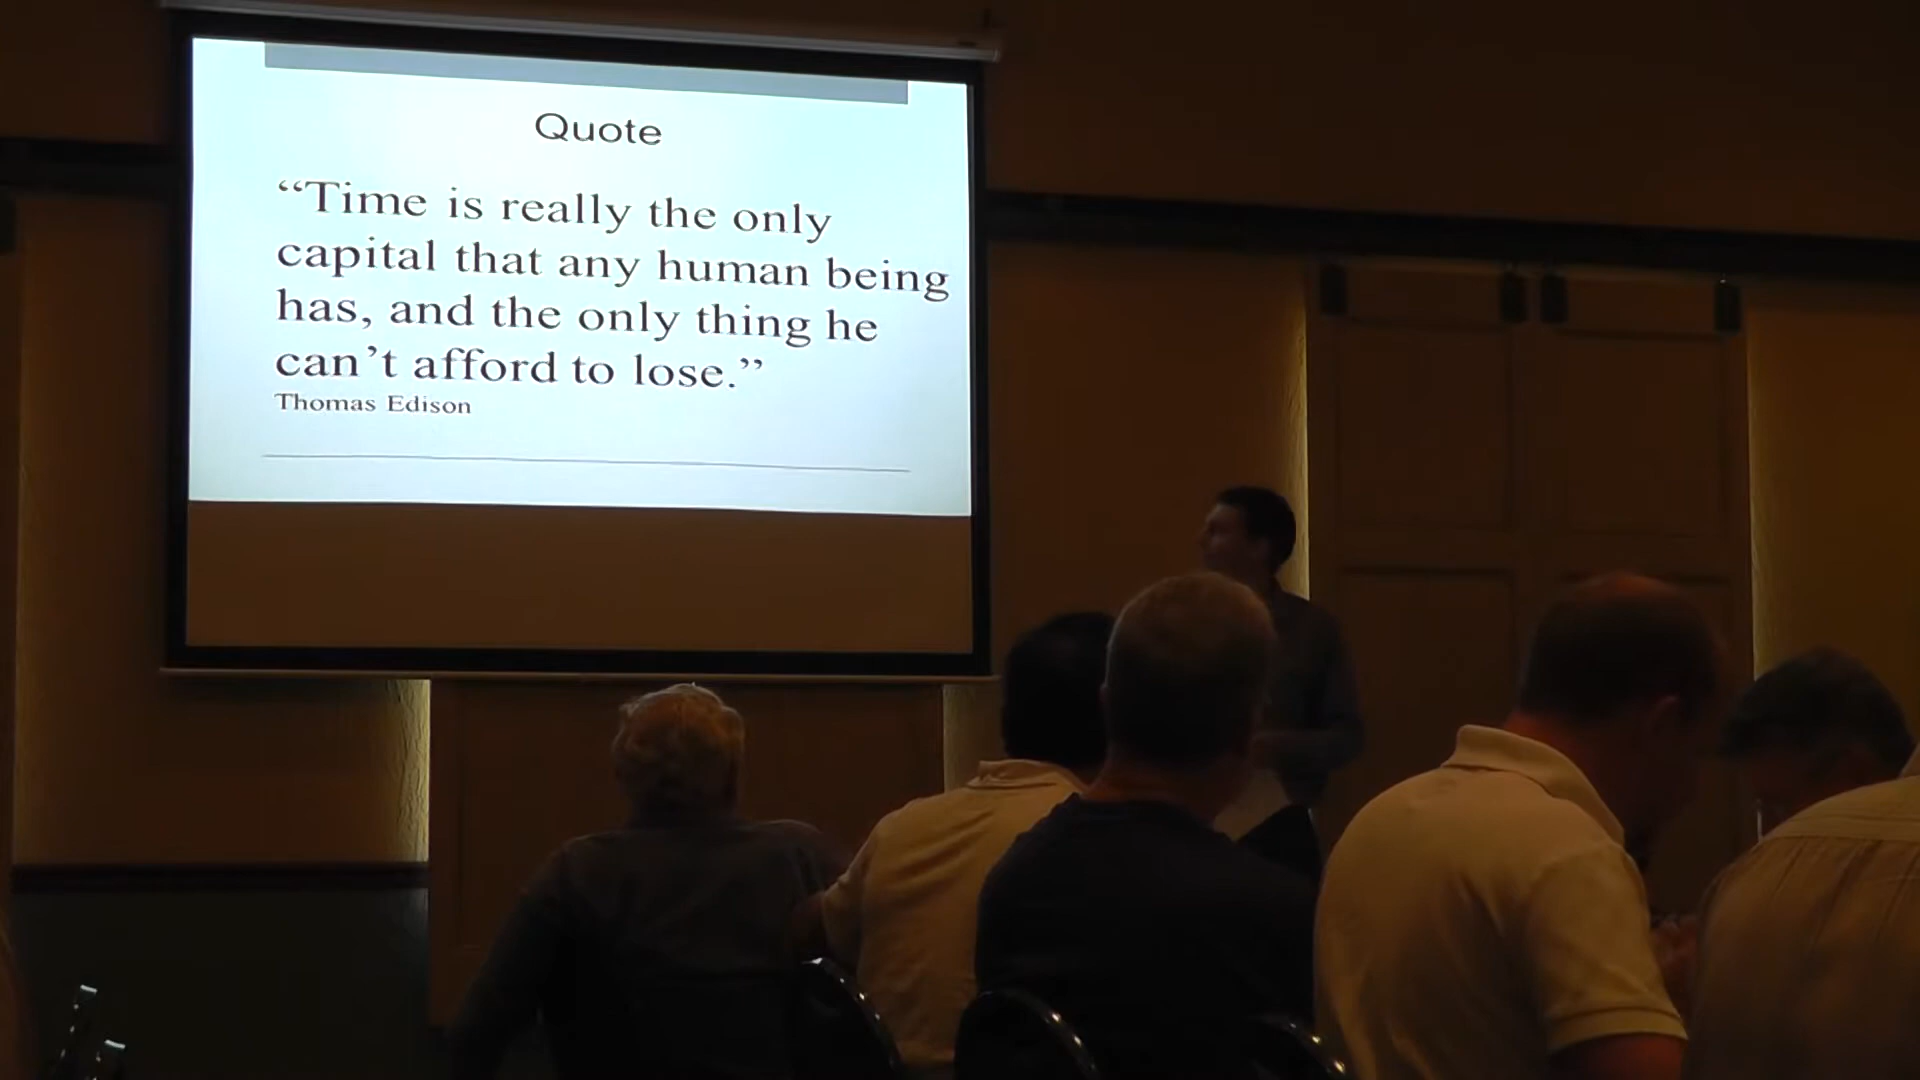 Quote
“Time is really the only
capital that any human being
has, and the only thing he
can’t afford to lose.”
Thomas Edison